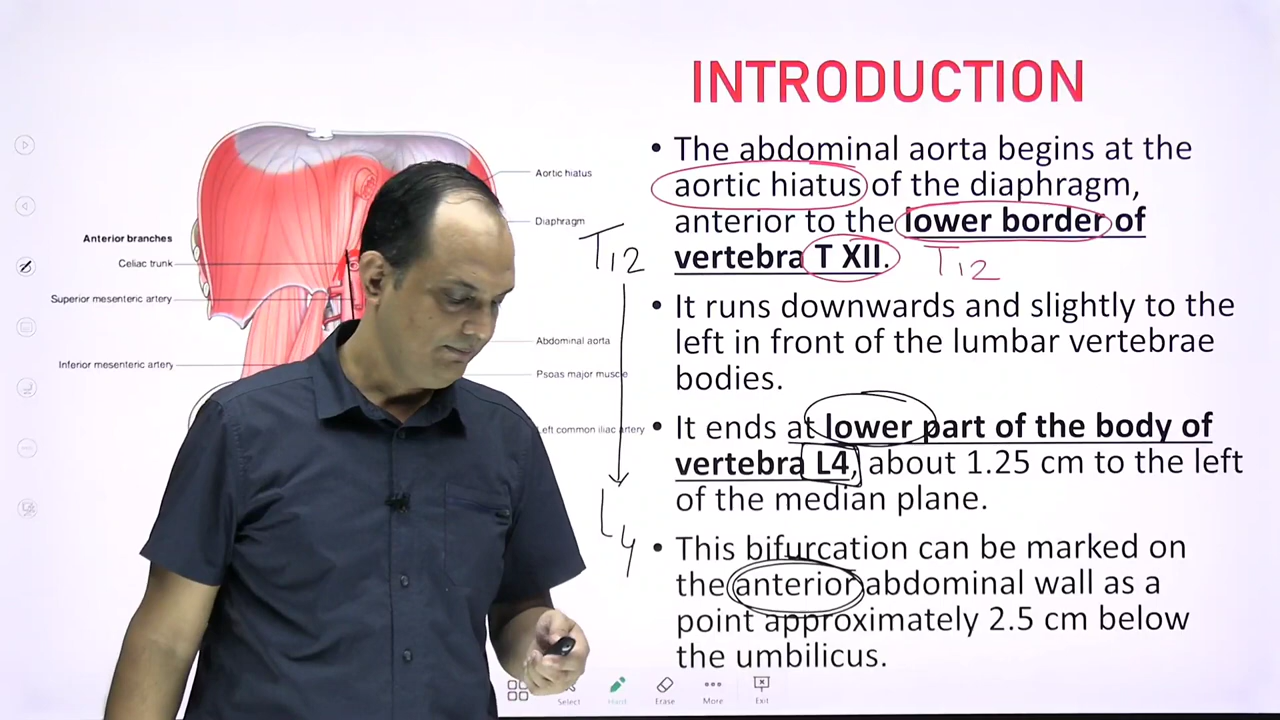 INTRODUCTION
• The abdominal aorta begins at the
aortic hiatus of the diaphragm,
anterior to the lower border of
vertebra T XII. T12
• It runs downwards and slightly to the
left in front of the lumbar vertebrae
bodies.
• It ends at lower part of the body of
vertebra L4, about 1.25 cm to the left
of the median plane.
• This bifurcation can be marked on
the anterior abdominal wall as a
point approximately 2.5 cm below
the umbilicus.
Aortic hiatus
Diaphragm
T12
Anterior branches
Celiac trunk
Superior mesenteric artery
Abdominal aorta
Inferior mesenteric artery
Psoas major muscle
Left common iliac artery
L4
Select
Hard
Erase
More
Exit